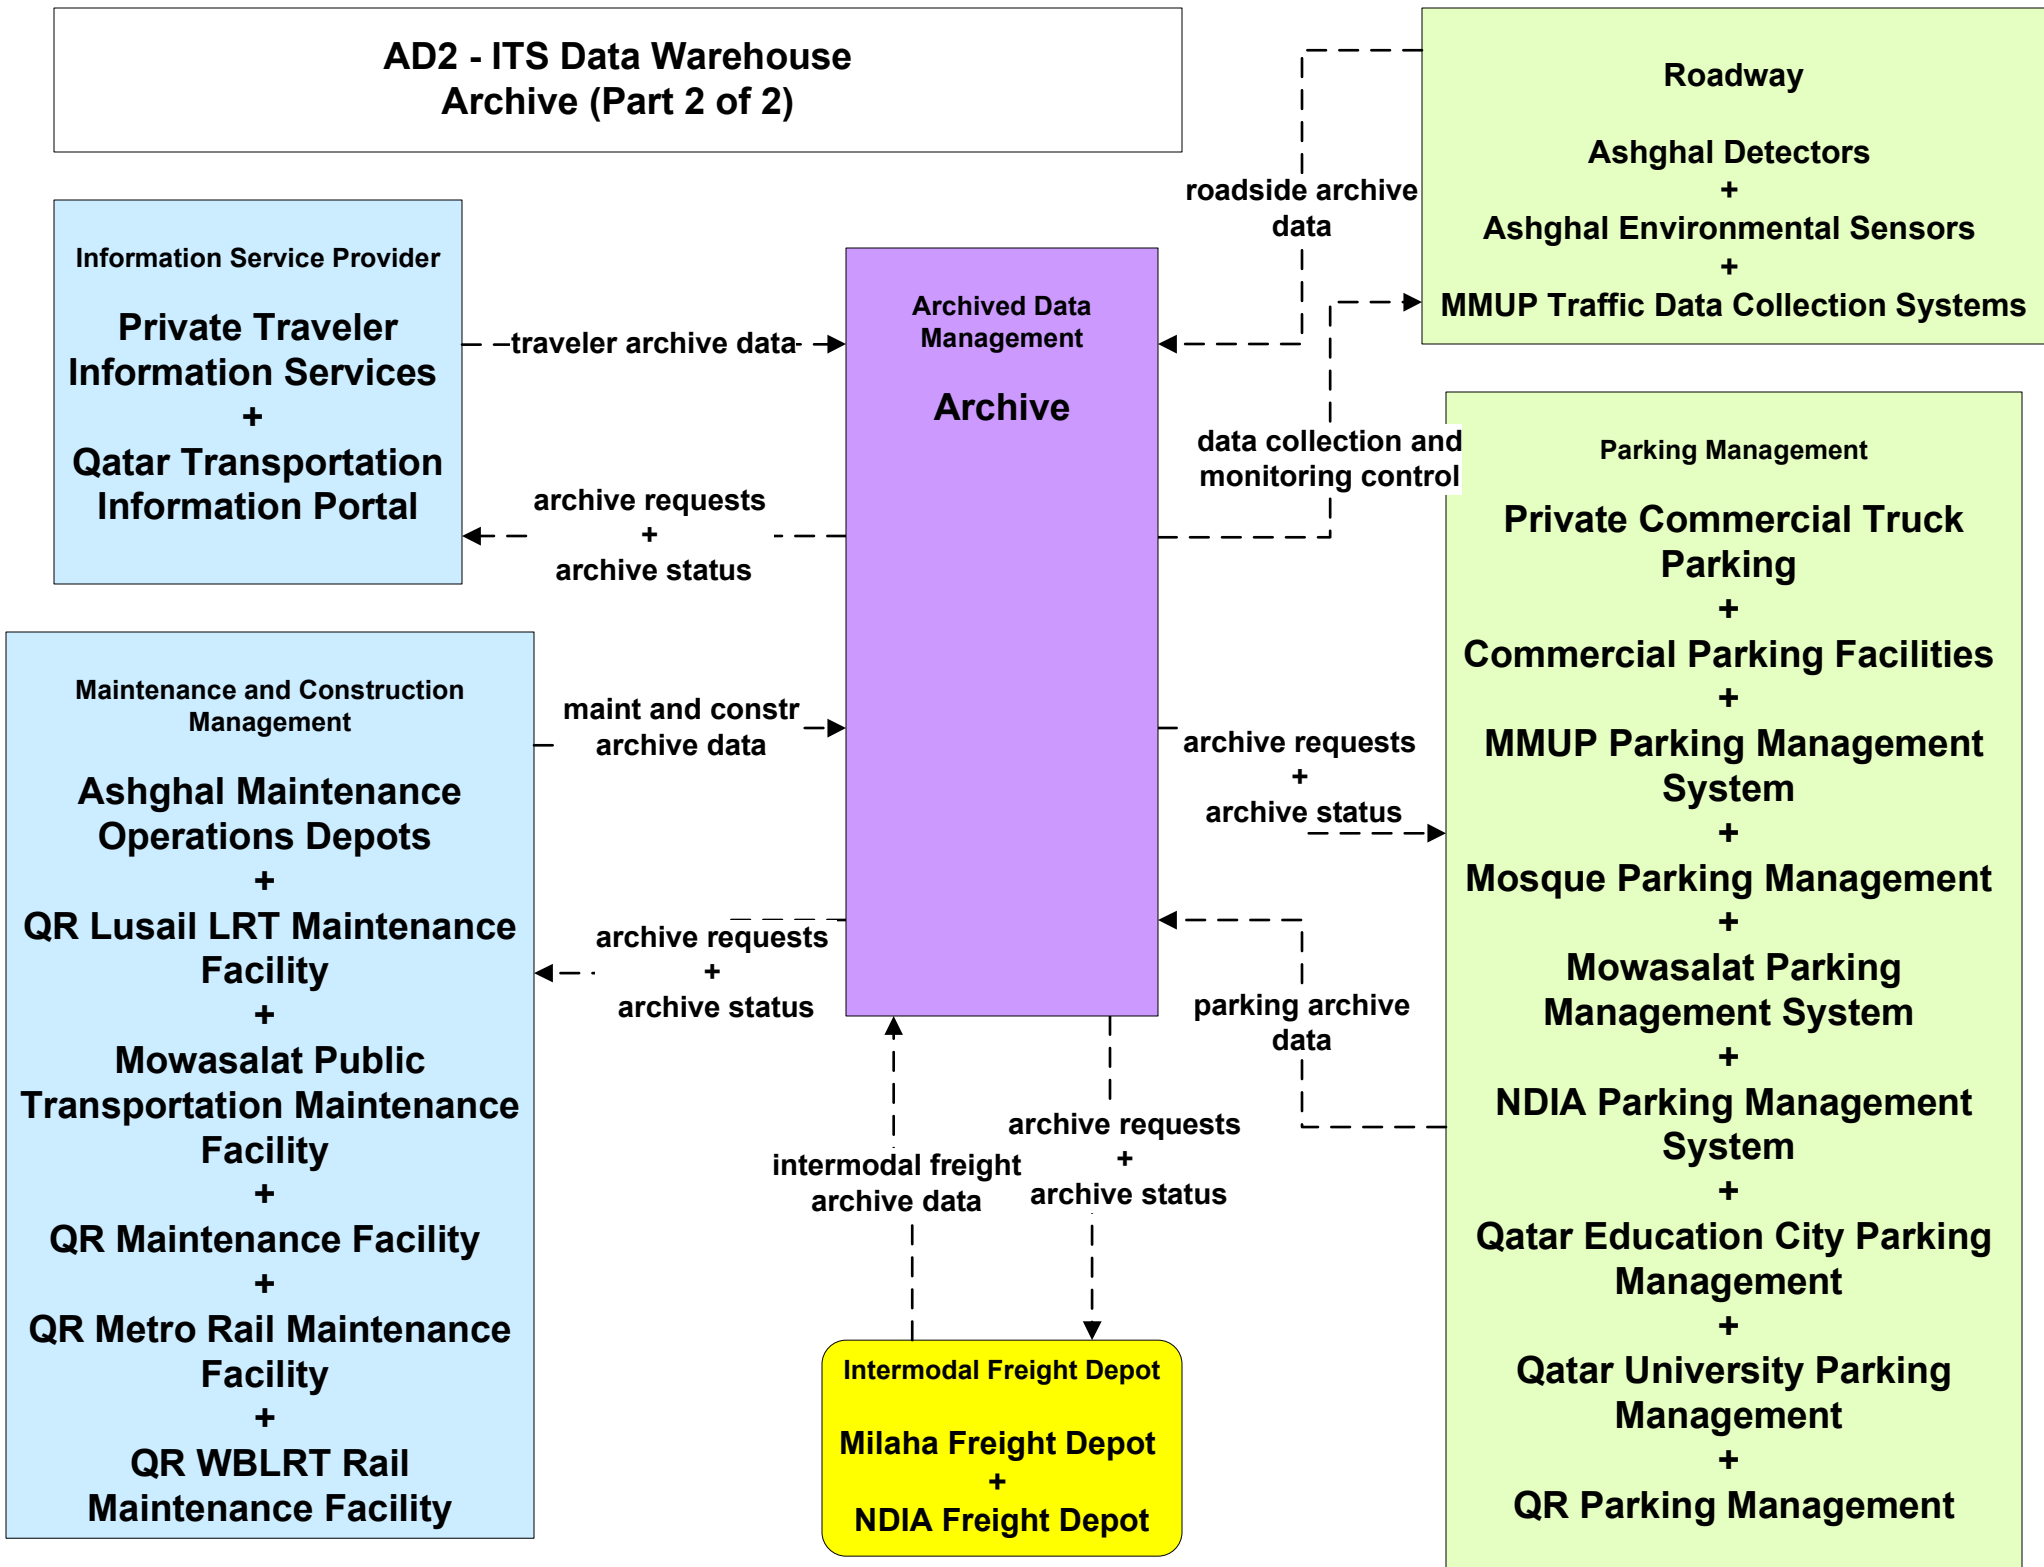 AD2 - ITS Data Warehouse
Archive (Part 2 of 2)
Information Service Provider
Private Traveler
Information Services
+
Qatar Transportation
Information Portal
traveler archive data
archive requests
+
archive status
Maintenance and Construction
Management
Ashghal Maintenance
Operations Depots
+
QR Lusail LRT Maintenance
Facility
+
Mowasalat Public
Transportation Maintenance
Facility
+
QR Maintenance Facility
+
QR Metro Rail Maintenance
Facility
+
QR WBLRT Rail
Maintenance Facility
maint and constr
archive data
archive requests
+
archive status
Archived Data
Management
Archive
intermodal freight
archive data
archive requests
+
archive status
Intermodal Freight Depot
Milaha Freight Depot
+
NDIA Freight Depot
roadside archive
data
data collection and
monitoring control
archive requests
+
archive status
parking archive
data
Roadway
Ashghal Detectors
+
Ashghal Environmental Sensors
+
MMUP Traffic Data Collection Systems
Parking Management
Private Commercial Truck
Parking
+
Commercial Parking Facilities
+
MMUP Parking Management
System
+
Mosque Parking Management
+
Mowasalat Parking
Management System
+
NDIA Parking Management
System
+
Qatar Education City Parking
Management
+
Qatar University Parking
Management
+
QR Parking Management